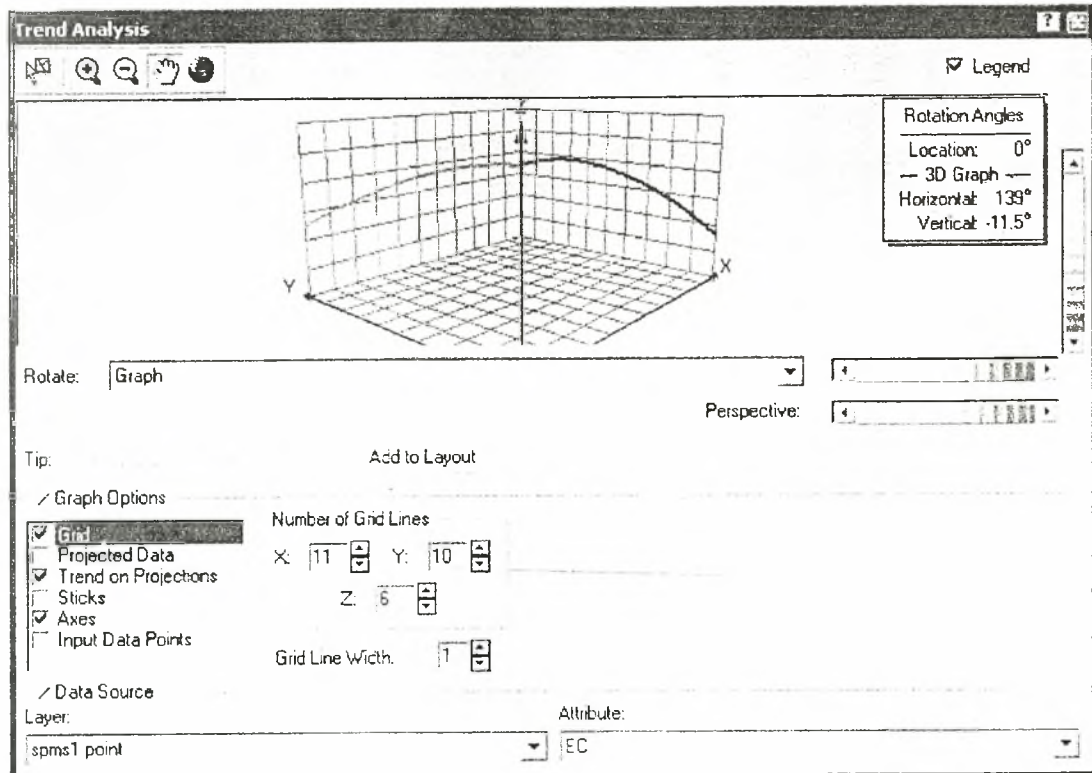 Trend Analysis
Legend
Rotation Angles
Location: 0°
— 3D Graph —
Horizontal: 139°
Vertical: -11.5°
Z
Y
X
Rotate: Graph
Perspective:
Tip: Add to Layout
Graph Options
Grid
Projected Data
Trend on Projections
Sticks
Axes
Input Data Points
Number of Grid Lines
X: 11 Y: 10
Z: 6
Grid Line Width. 1
Data Source
Layer: Attribute:
spms1 point EC